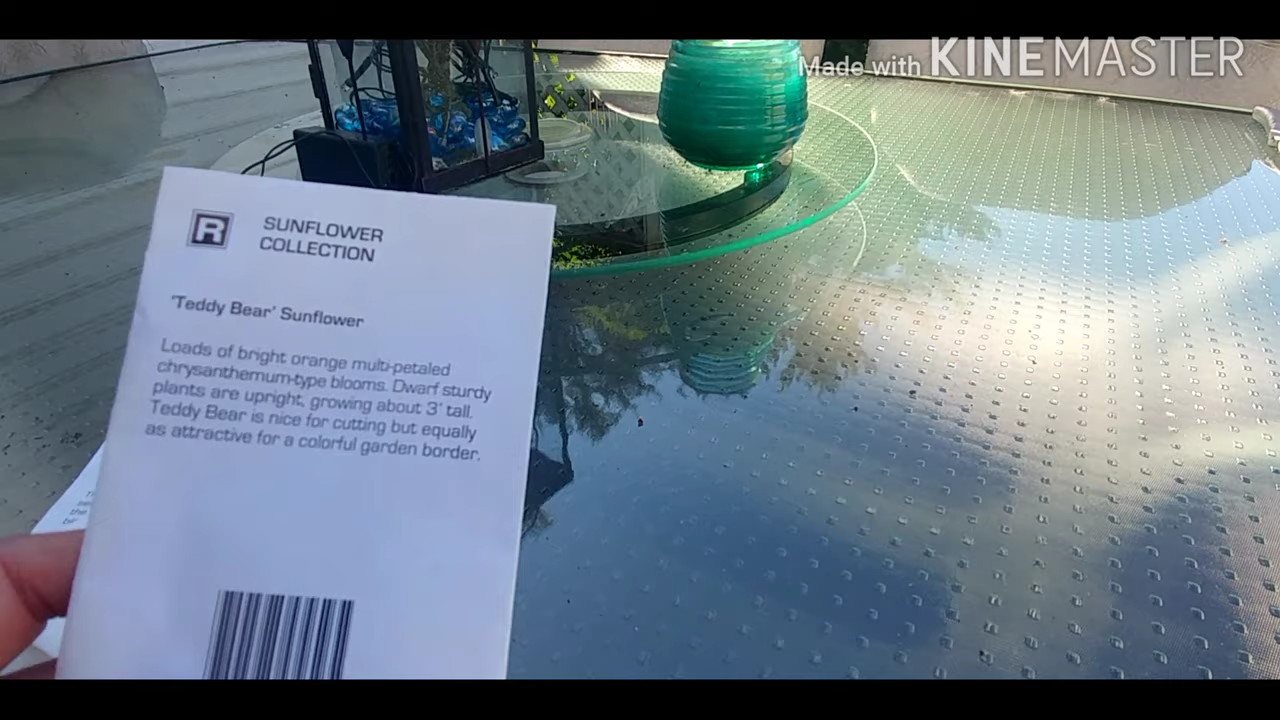 Made with KINEMASTER
R
SUNFLOWER
COLLECTION
'Teddy Bear' Sunflower
Loads of bright orange multi-petaled
chrysanthemum-type blooms. Dwarf sturdy
plants are upright, growing about 3' tall.
Teddy Bear is nice for cutting but equally
as attractive for a colorful garden border.